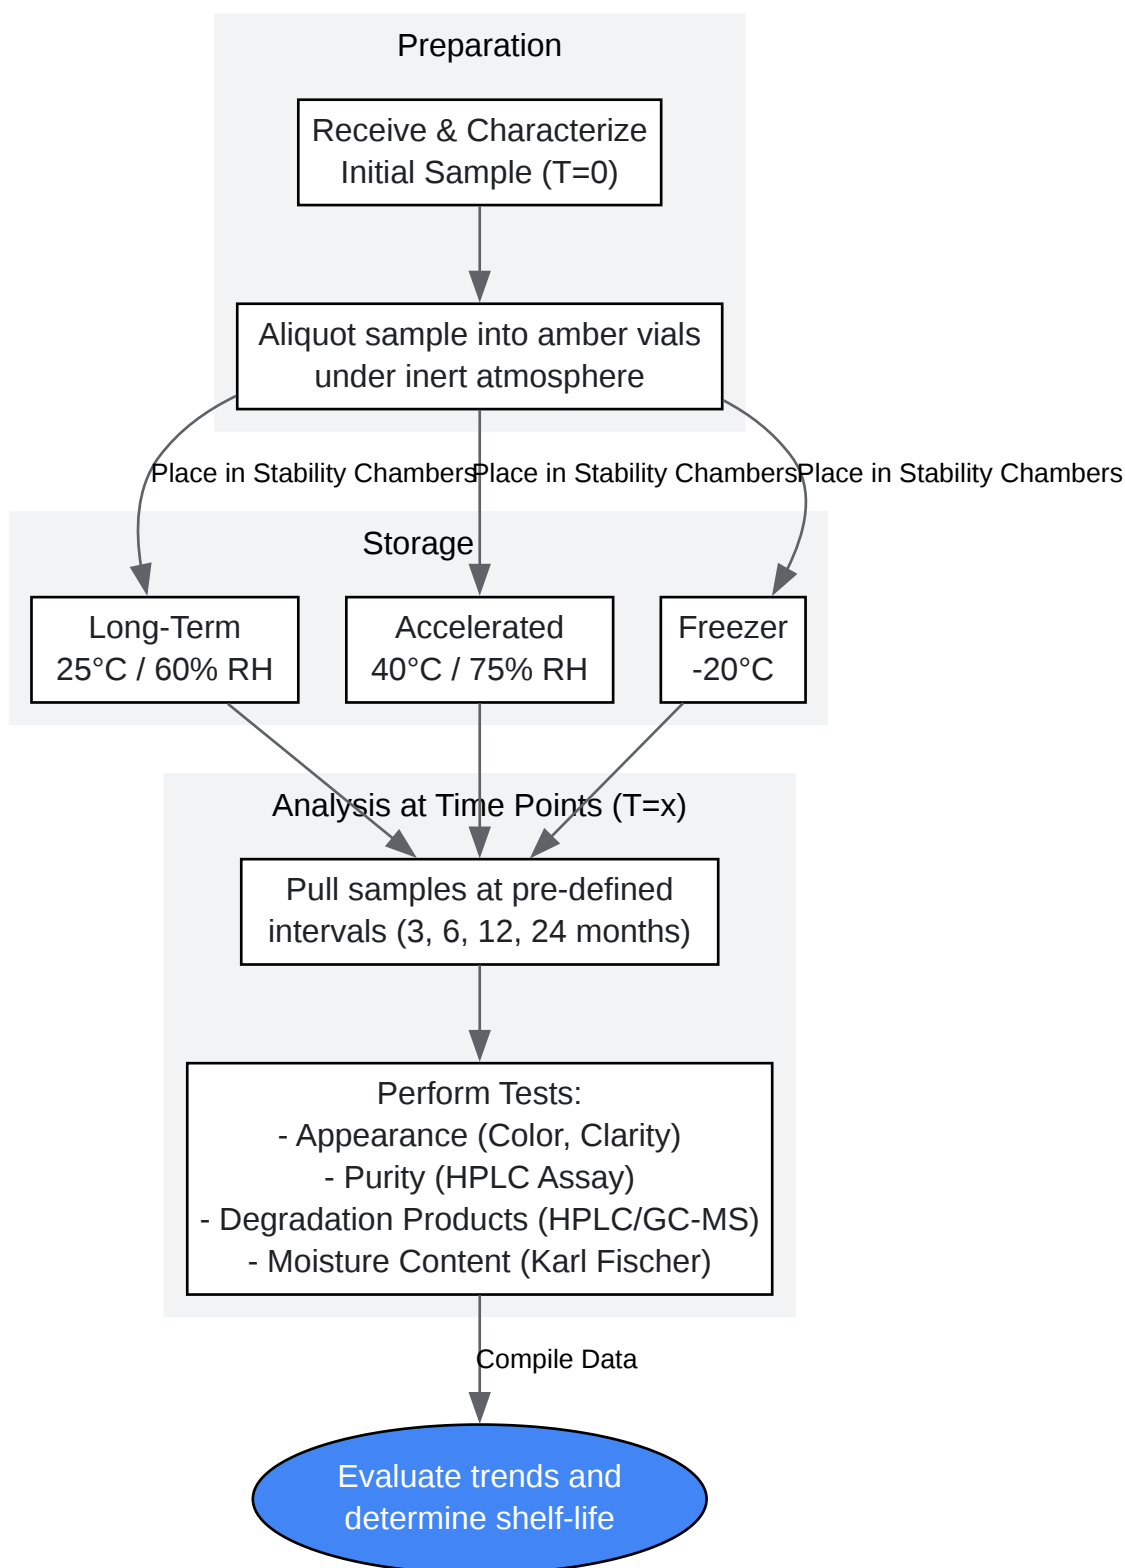 Preparation
Receive & Characterize
Initial Sample (T=0)
Aliquot sample into amber vials
under inert atmosphere
Place in Stability Chambers
Place in Stability Chambers
Place in Stability Chambers
Storage
Long-Term
25°C / 60% RH
Accelerated
40°C / 75% RH
Freezer
-20°C
Analysis at Time Points (T=x)
Pull samples at pre-defined
intervals (3, 6, 12, 24 months)
Perform Tests:
- Appearance (Color, Clarity)
- Purity (HPLC Assay)
- Degradation Products (HPLC/GC-MS)
- Moisture Content (Karl Fischer)
Compile Data
Evaluate trends and
determine shelf-life